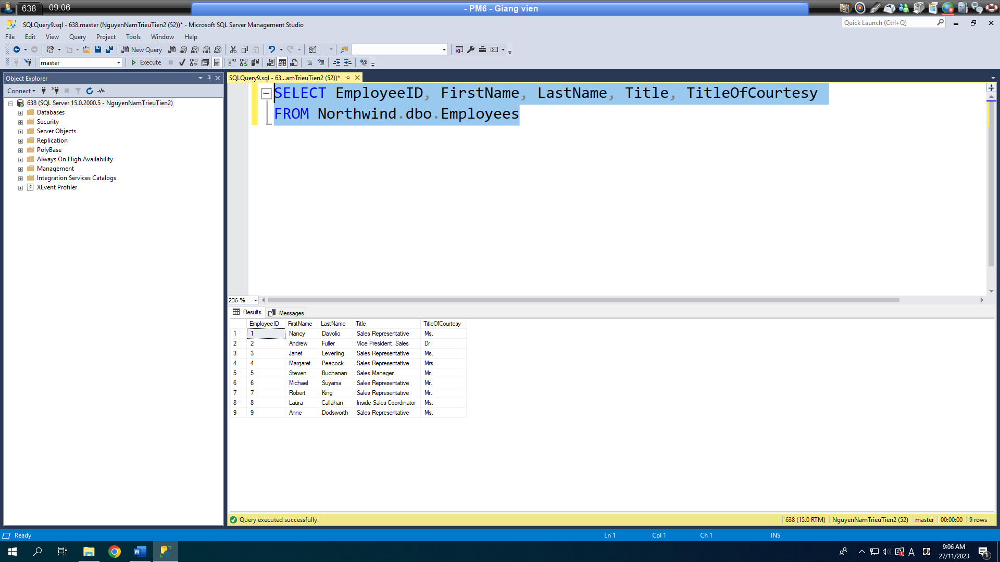 638 09:06 - PM6 - Giang vien
SQLQuery9.sql - 638.master (NguyenNamTrieuTien2 (52))* - Microsoft SQL Server Management Studio
Quick Launch (Ctrl+Q)
File Edit View Query Project Tools Window Help
New Query MDX DMX XMLA DAX
master Execute
Object Explorer
SQLQuery9.sql - 63...amTrieuTien2 (52))*
Connect
638 (SQL Server 15.0.2000.5 - NguyenNamTrieuTien2)
Databases
Security
Server Objects
Replication
PolyBase
Always On High Availability
Management
Integration Services Catalogs
XEvent Profiler
SELECT EmployeeID, FirstName, LastName, Title, TitleOfCourtesy
FROM Northwind.dbo.Employees
236 %
Results Messages
EmployeeID FirstName LastName Title TitleOfCourtesy
1 1 Nancy Davolio Sales Representative Ms.
2 2 Andrew Fuller Vice President, Sales Dr.
3 3 Janet Leverling Sales Representative Ms.
4 4 Margaret Peacock Sales Representative Mrs.
5 5 Steven Buchanan Sales Manager Mr.
6 6 Michael Suyama Sales Representative Mr.
7 7 Robert King Sales Representative Mr.
8 8 Laura Callahan Inside Sales Coordinator Ms.
9 9 Anne Dodsworth Sales Representative Ms.
Query executed successfully. 638 (15.0 RTM) NguyenNamTrieuTien2 (52) master 00:00:00 9 rows
Ready Ln 1 Col 1 Ch 1 INS
A 9:06 AM
27/11/2023 1